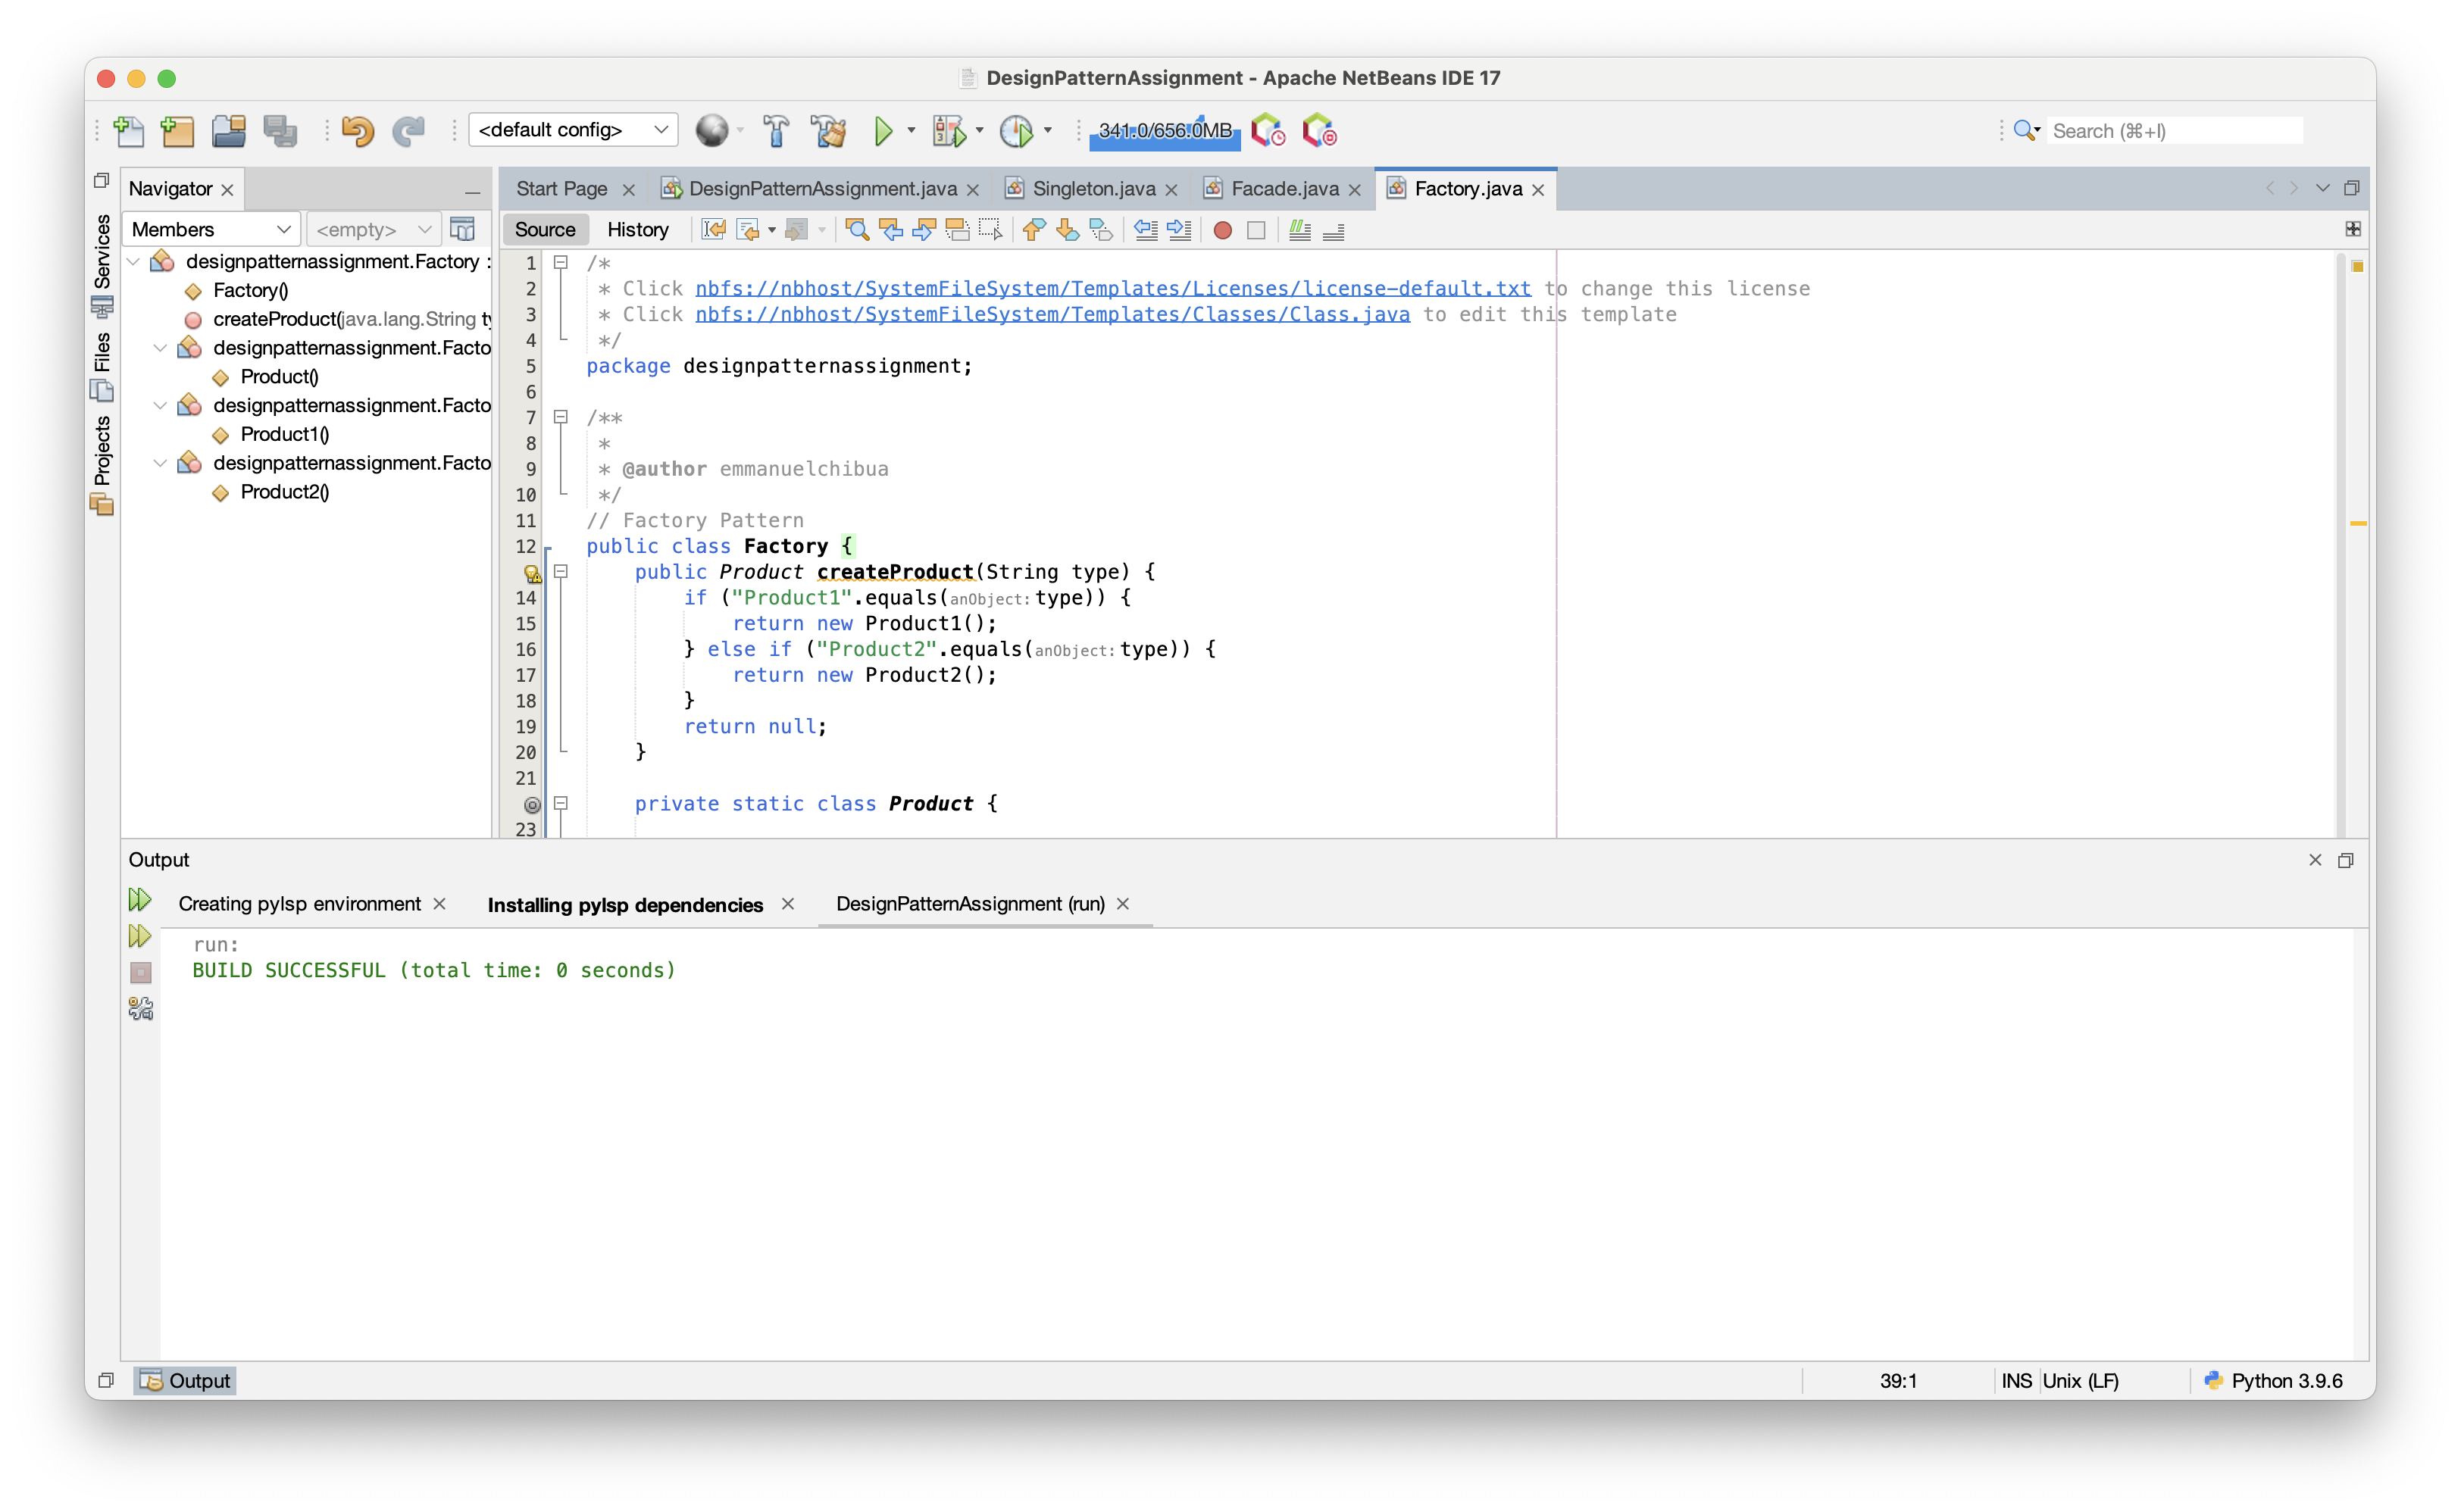 DesignPatternAssignment - Apache NetBeans IDE 17
<default config>
341.0/656.0MB
Search (⌘+I)
Services
Files
Projects
Navigator
Members
<empty>
designpatternassignment.Factory :
Factory()
createProduct(java.lang.String ty
designpatternassignment.Facto
Product()
designpatternassignment.Facto
Product1()
designpatternassignment.Facto
Product2()
Start Page
DesignPatternAssignment.java
Singleton.java
Facade.java
Factory.java
Source
History
1 /*
2 * Click nbfs://nbhost/SystemFileSystem/Templates/Licenses/license-default.txt to change this license
3 * Click nbfs://nbhost/SystemFileSystem/Templates/Classes/Class.java to edit this template
4 */
5 package designpatternassignment;
6
7 /**
8 *
9 * @author emmanuelchibua
10 */
11 // Factory Pattern
12 public class Factory {
public Product createProduct(String type) {
14 if ("Product1".equals(anObject: type)) {
15 return new Product1();
16 } else if ("Product2".equals(anObject: type)) {
17 return new Product2();
18 }
19 return null;
20 }
21
private static class Product {
23
Output
Creating pylsp environment
Installing pylsp dependencies
DesignPatternAssignment (run)
run:
BUILD SUCCESSFUL (total time: 0 seconds)
Output
39:1
INS
Unix (LF)
Python 3.9.6